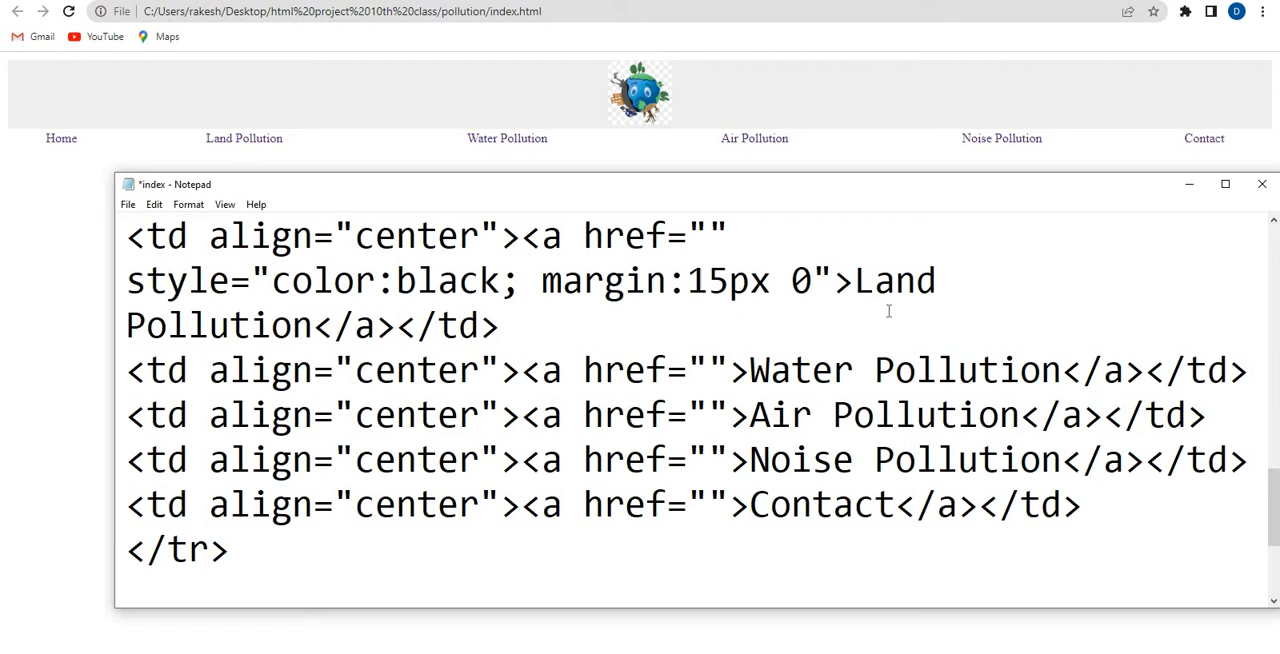 File C:/Users/rakesh/Desktop/html%20project%2010th%20class/pollution/index.html D
Gmail YouTube Maps
Home Land Pollution Water Pollution Air Pollution Noise Pollution Contact
*index - Notepad
File Edit Format View Help
<td align="center"><a href=""
style="color:black; margin:15px 0">Land
Pollution</a></td>
<td align="center"><a href="">Water Pollution</a></td>
<td align="center"><a href="">Air Pollution</a></td>
<td align="center"><a href="">Noise Pollution</a></td>
<td align="center"><a href="">Contact</a></td>
</tr>